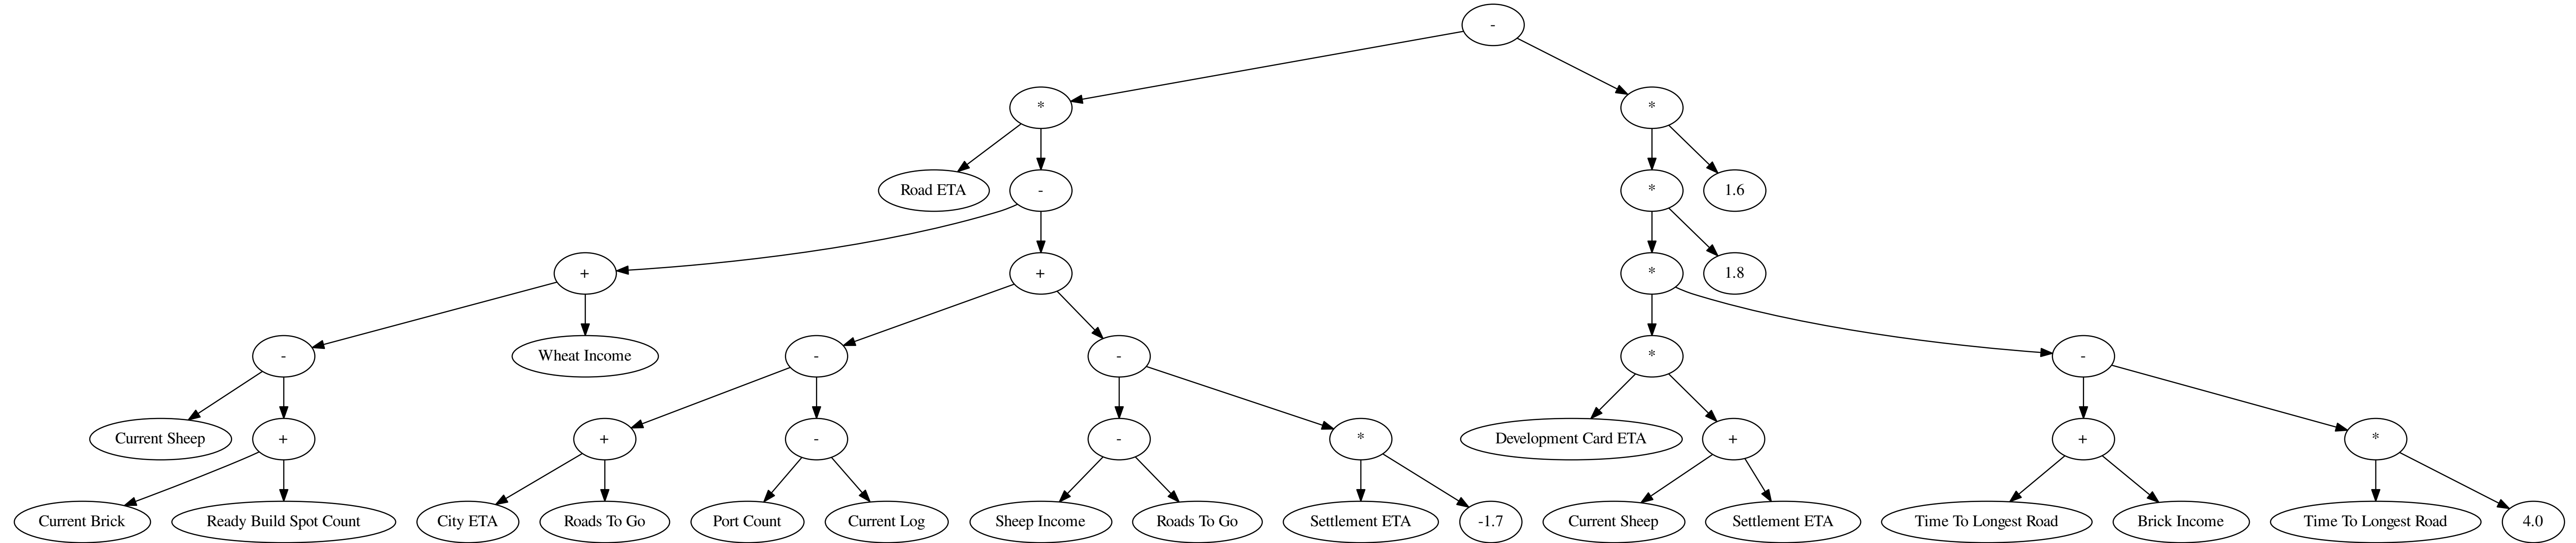 -
* *
Road ETA - * 1.6
+ + * 1.8
- Wheat Income - - * -
Current Sheep + + - - * Development Card ETA + + *
Current Brick Ready Build Spot Count City ETA Roads To Go Port Count Current Log Sheep Income Roads To Go Settlement ETA -1.7 Current Sheep Settlement ETA Time To Longest Road Brick Income Time To Longest Road 4.0